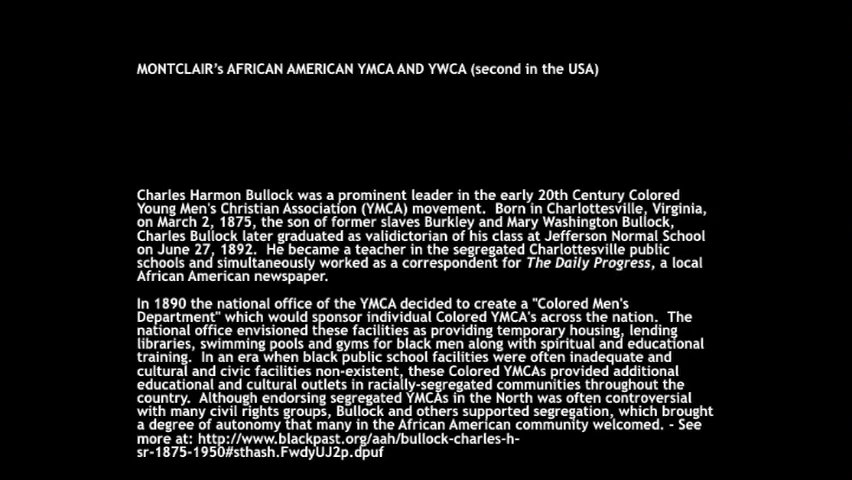 MONTCLAIR's AFRICAN AMERICAN YMCA AND YWCA (second in the USA)
Charles Harmon Bullock was a prominent leader in the early 20th Century Colored
Young Men's Christian Association (YMCA) movement.  Born in Charlottesville, Virginia,
on March 2, 1875, the son of former slaves Burkley and Mary Washington Bullock,
Charles Bullock later graduated as validictorian of his class at Jefferson Normal School
on June 27, 1892.  He became a teacher in the segregated Charlottesville public
schools and simultaneously worked as a correspondent for The Daily Progress, a local
African American newspaper.
In 1890 the national office of the YMCA decided to create a "Colored Men's
Department" which would sponsor individual Colored YMCA's across the nation.  The
national office envisioned these facilities as providing temporary housing, lending
libraries, swimming pools and gyms for black men along with spiritual and educational
training.  In an era when black public school facilities were often inadequate and
cultural and civic facilities non-existent, these Colored YMCAs provided additional
educational and cultural outlets in racially-segregated communities throughout the
country.  Although endorsing segregated YMCAs in the North was often controversial
with many civil rights groups, Bullock and others supported segregation, which brought
a degree of autonomy that many in the African American community welcomed. - See
more at: http://www.blackpast.org/aah/bullock-charles-h-
sr-1875-1950#sthash.FwdyUJ2p.dpuf